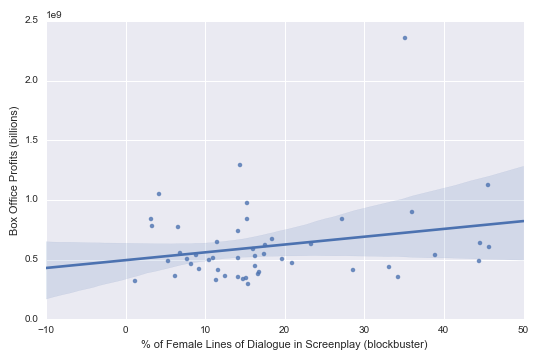 1e9
2.5
2.0
1.5
1.0
0.5
0.0
Box Office Profits (billions)
−10 0 10 20 30 40 50
% of Female Lines of Dialogue in Screenplay (blockbuster)